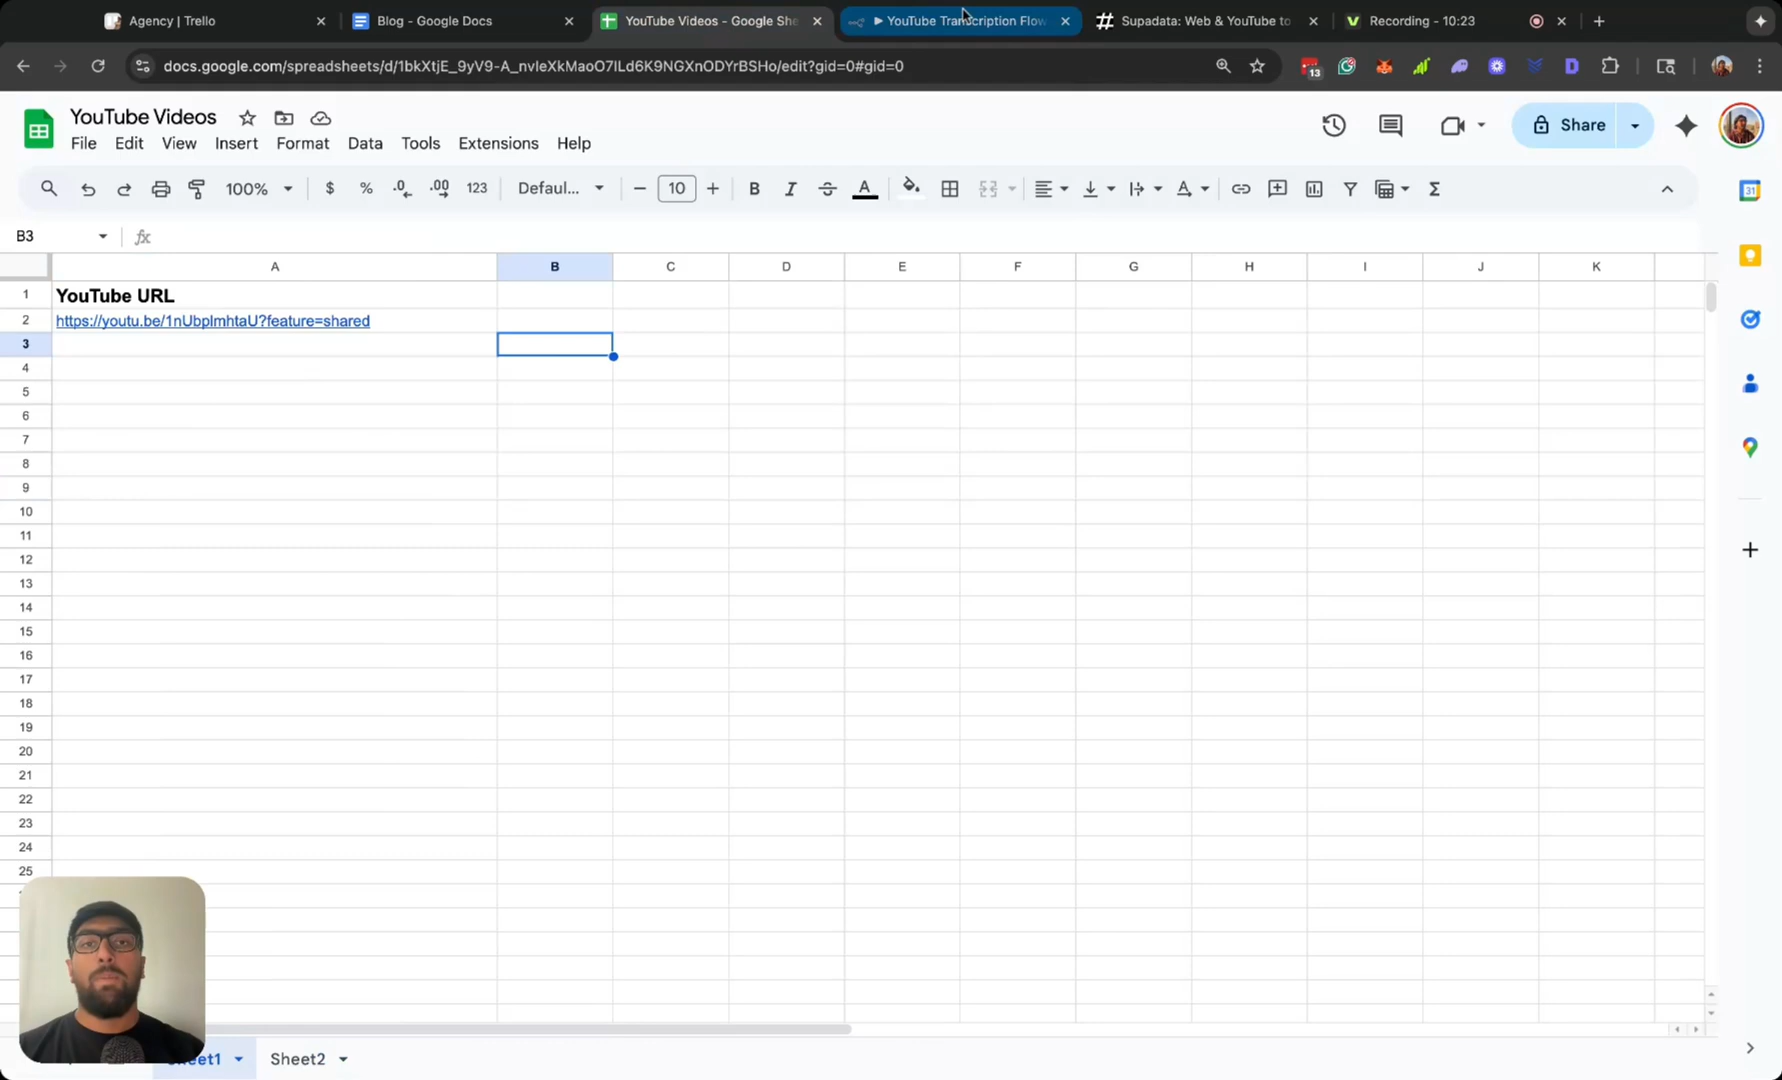 Agency | Trello
Blog - Google Docs
YouTube Videos - Google She
▶ YouTube Transcription Flow
Supadata: Web & YouTube to
Recording - 10:23
docs.google.com/spreadsheets/d/1bkXtjE_9yV9-A_nvleXkMaoO7lLd6K9NGXnODYrBSHo/edit?gid=0#gid=0
13
YouTube Videos
Share
File Edit View Insert Format Data Tools Extensions Help
100% $ % .0 .00 123 Defaul... 10 B I A
31
B3 fx
A B C D E F G H I J K
1 YouTube URL
2 https://youtu.be/1nUbplmhtaU?feature=shared
3
4
5
6
7
8
9
10
11
12
13
14
15
16
17
18
19
20
21
22
23
24
25
Sheet2